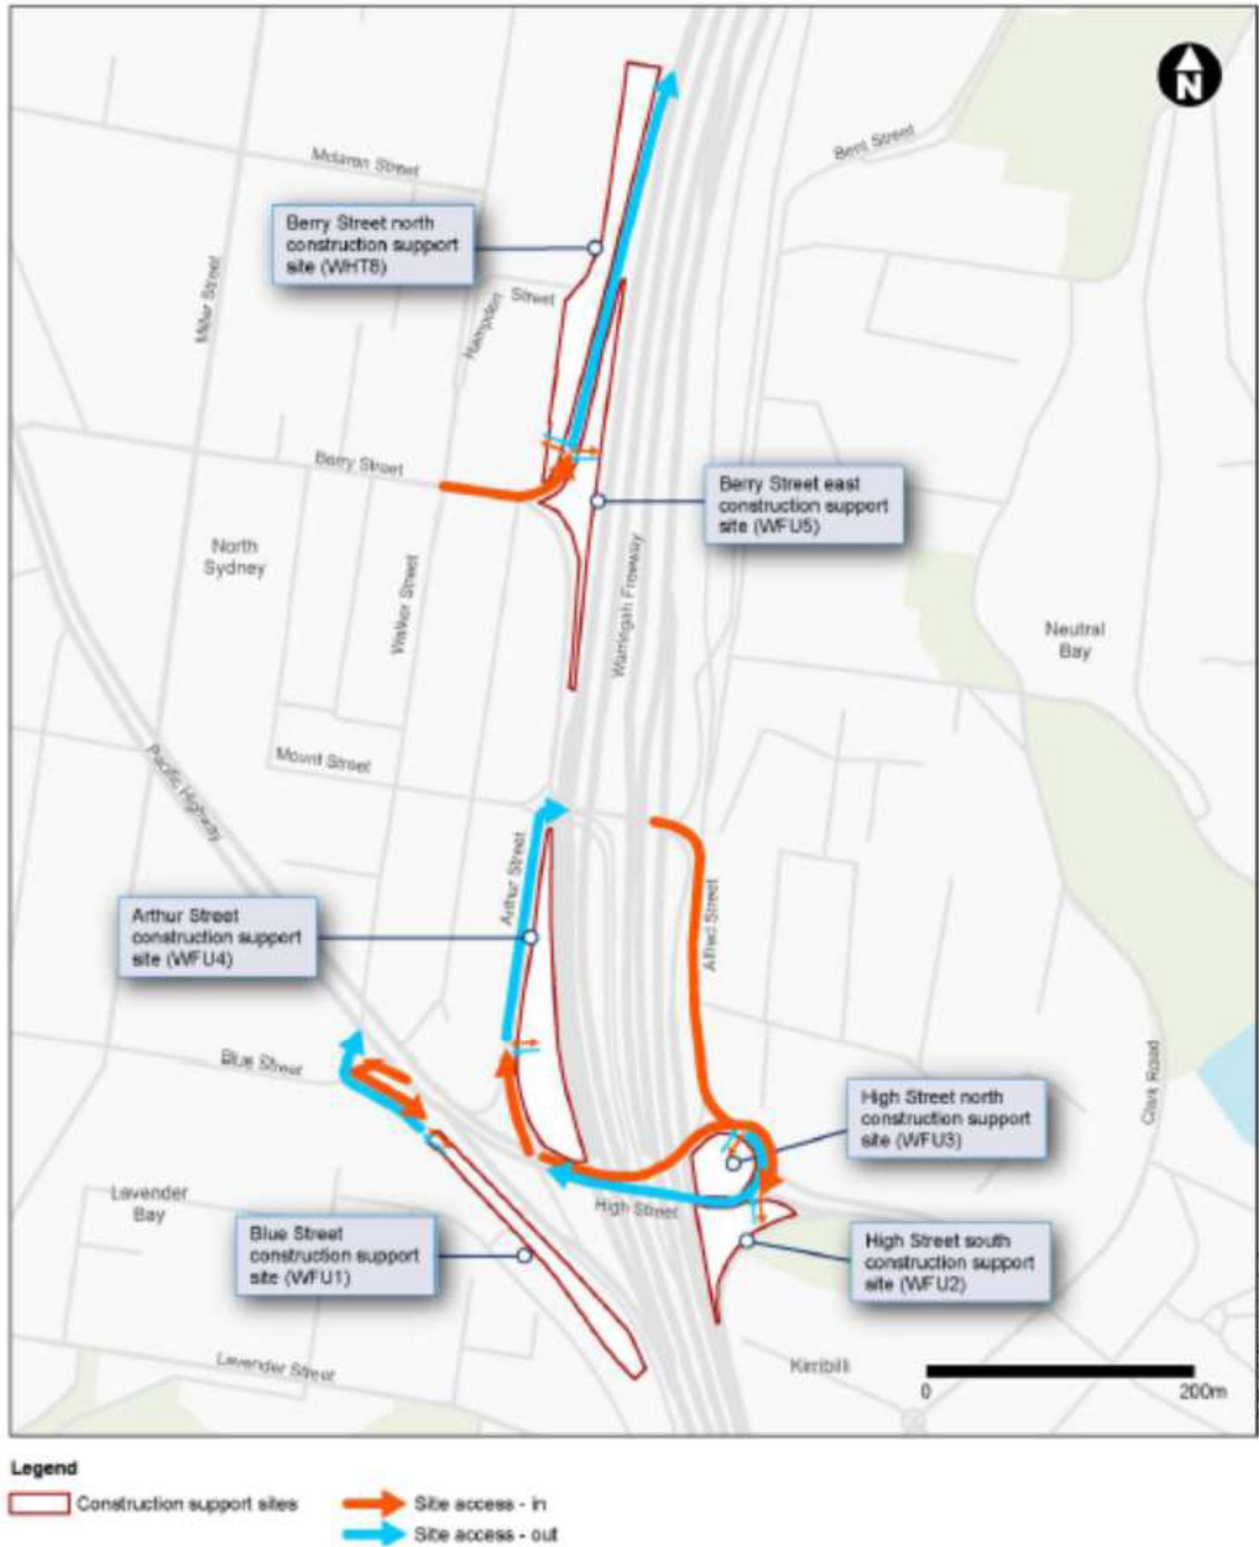 N
Bent Street
Mclaren Street
Berry Street north
construction support
site (WHT8)
Miller Street
Hampden
Street
Berry Street
Berry Street east
construction support
site (WFU5)
North
Sydney
Walker Street
Warringah Freeway
Neutral
Bay
Mount Street
Pacific Highway
Arthur Street
Alfred Street
Arthur Street
construction support
site (WFU4)
Blue Street
Clark Road
High Street north
construction support
site (WFU3)
Lavender
Bay
High Street
Blue Street
construction support
site (WFU1)
High Street south
construction support
site (WFU2)
Lavender Street
Kirribilli
0
200m
Legend
Construction support sites
Site access - in
Site access - out